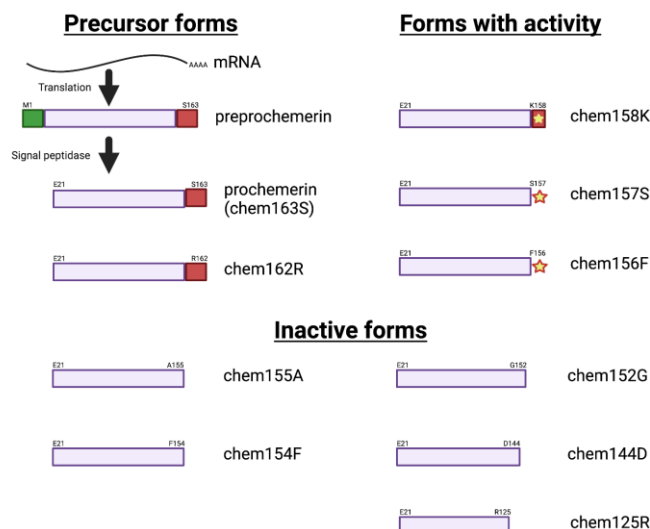 Precursor forms
AAAA mRNA
Translation
M1 S163
preprochemerin
Signal peptidase
E21 S163
prochemerin
(chem163S)
E21 R162
chem162R
Forms with activity
E21 K158
chem158K
E21 S157
chem157S
E21 F156
chem156F
Inactive forms
E21 A155
chem155A
E21 F154
chem154F
E21 G152
chem152G
E21 D144
chem144D
E21 R125
chem125R